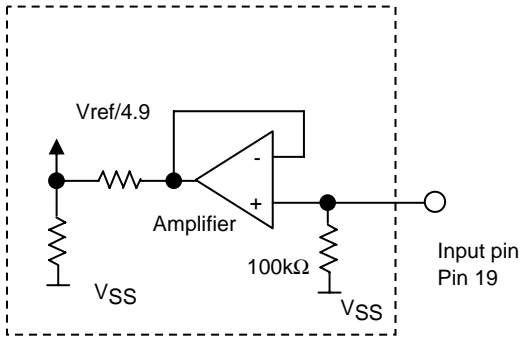 Vref/4.9
-
+
Amplifier
100kΩ
VSS
VSS
Input pin
Pin 19